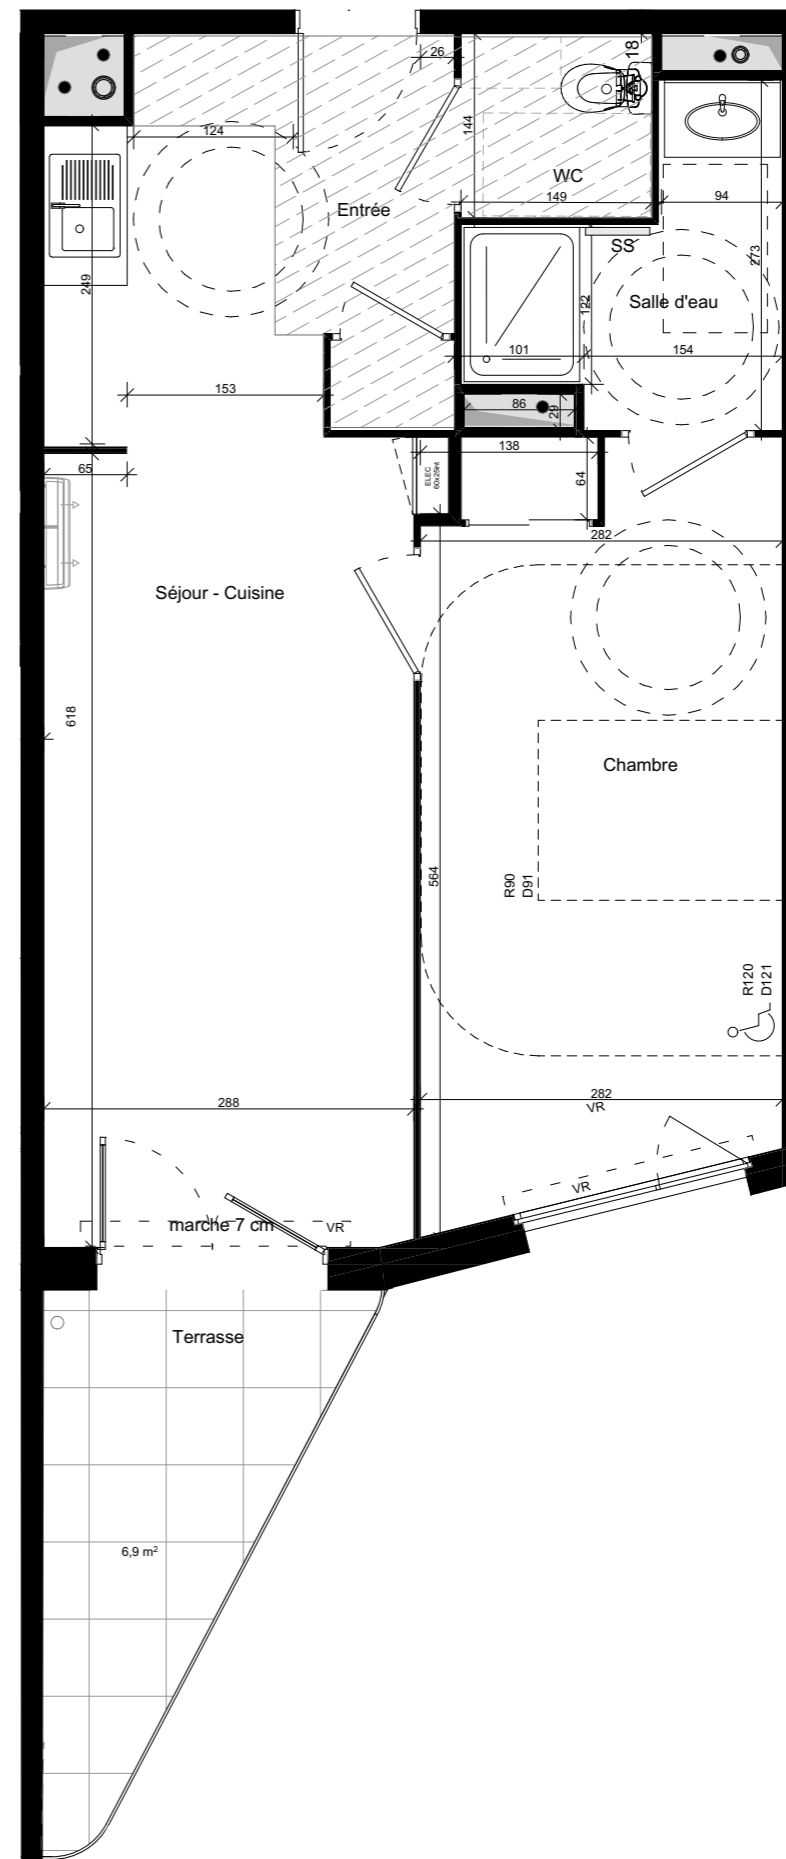 26
18
124
144
WC
Entrée
149
94
SS
273
249
Salle d'eau
122
101
154
153
86
29
138
65
ELEC
60x25int
64
282
Séjour - Cuisine
618
Chambre
564
R90
D91
R120
D121
288
282
VR
VR
marche 7 cm
VR
Terrasse
6,9 m²